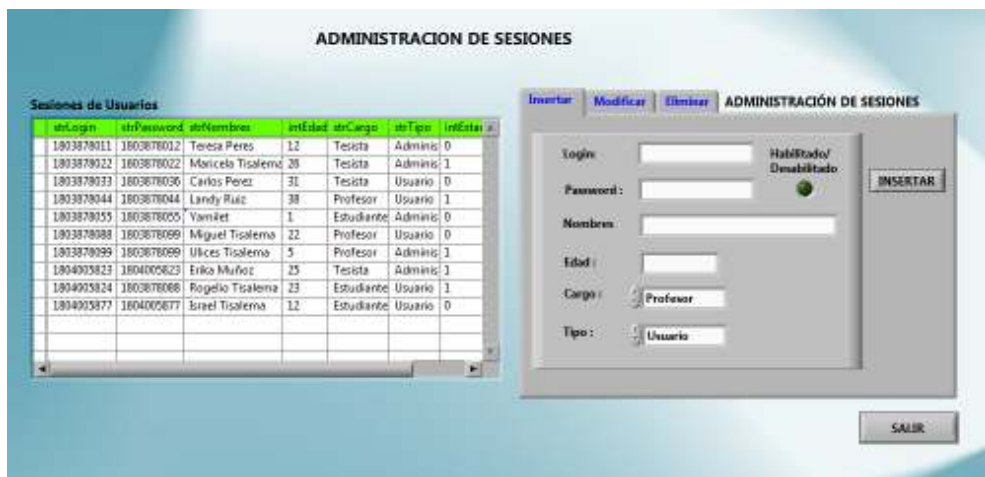 ADMINISTRACION DE SESIONES
Sesiones de Usuarios
strLogin strPassword strNombres intEdad strCargo strTipo intEstar
1803878011 1803878012 Teresa Peres 12 Tesista Adminis 0
1803878022 1803878022 Maricela Tisalema 28 Tesista Adminis 1
1803878033 1803878036 Carlos Perez 31 Tesista Usuario 0
1803878044 1803878044 Landy Ruiz 38 Profesor Usuario 1
1803878055 1803878055 Yamilet 1 Estudiante Adminis 0
1803878088 1803878099 Miguel Tisalema 22 Profesor Usuario 0
1803878099 1803878099 Ulices Tisalema 5 Profesor Adminis 1
1804005823 1804005823 Erika Muñoz 25 Tesista Adminis 1
1804005824 1803878088 Rogelio Tisalema 23 Estudiante Usuario 1
1804005877 1804005877 Israel Tisalema 12 Estudiante Usuario 0
Insertar Modificar Eliminar ADMINISTRACIÓN DE SESIONES
Login:
Habilitado/
Desabilitado
Password :
Nombres
Edad :
Cargo : Profesor
Tipo : Usuario
INSERTAR
SALIR